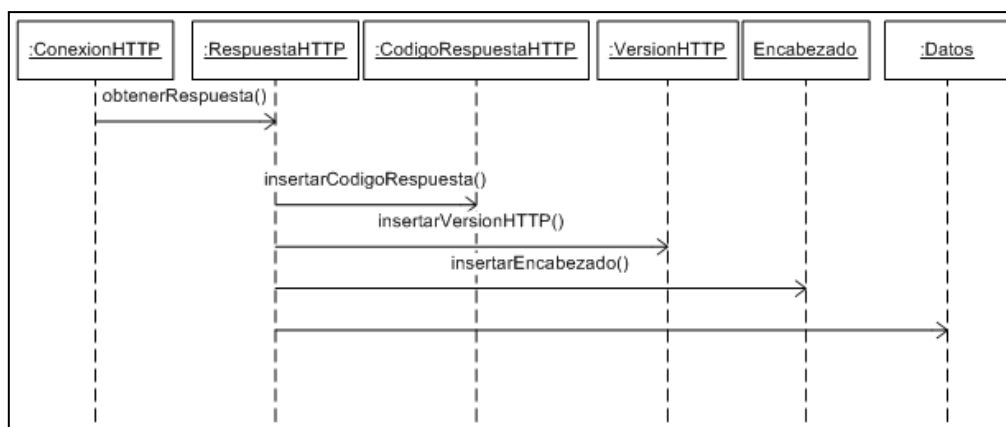 :ConexionHTTP
:RespuestaHTTP
:CodigoRespuestaHTTP
:VersionHTTP
Encabezado
:Datos
obtenerRespuesta()
insertarCodigoRespuesta()
insertarVersionHTTP()
insertarEncabezado()